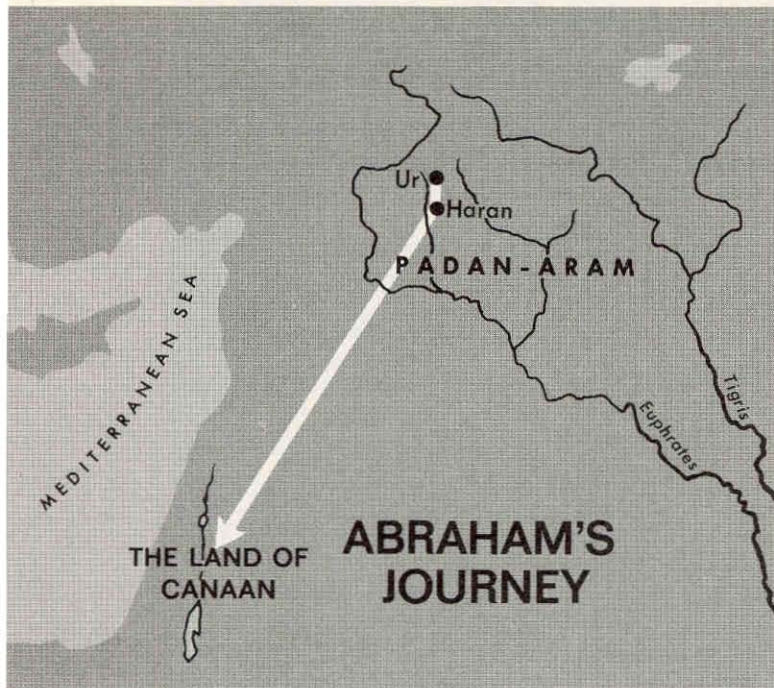 Ur
Haran
PADAN-ARAM
MEDITERRANEAN SEA
Tigris
Euphrates
THE LAND OF
CANAAN
ABRAHAM'S
JOURNEY